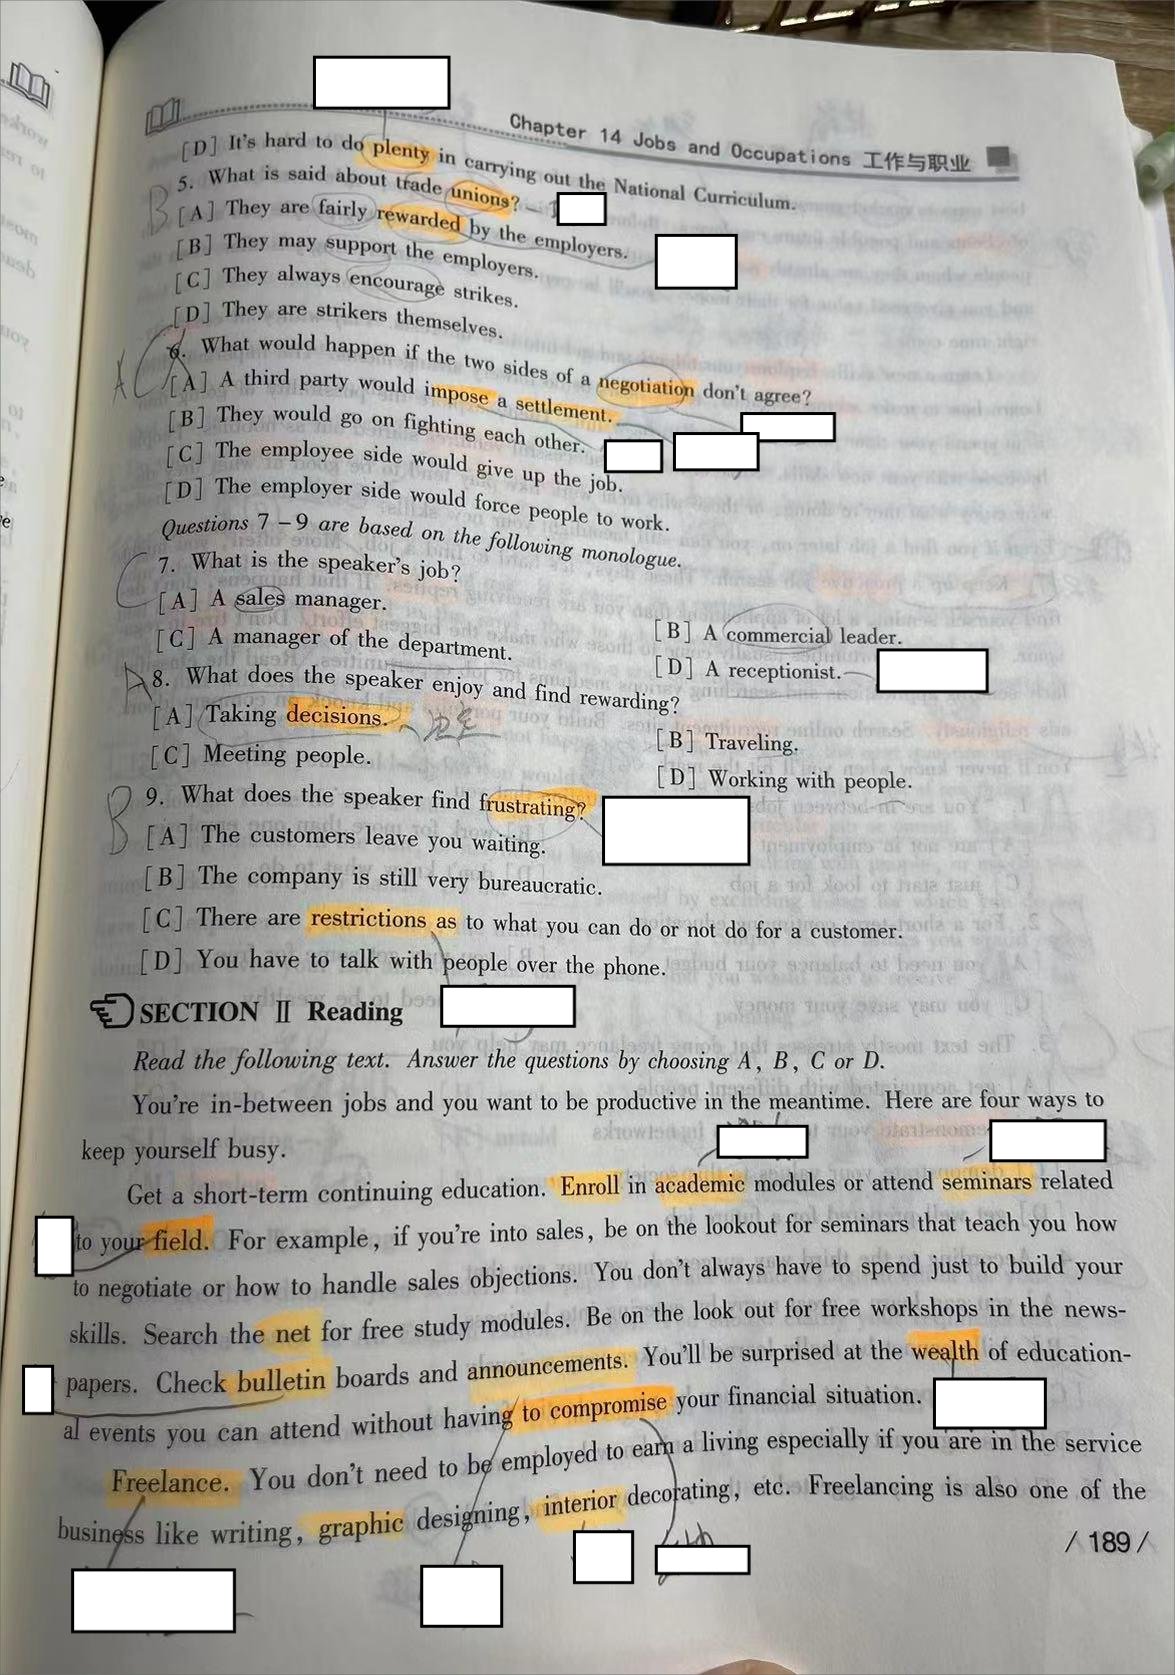 Chapter 14 Jobs and Occupations 工作与职业
[D] It's hard to do plenty in carrying out the National Curriculum.
5. What is said about trade unions?
B
[A] They are fairly rewarded by the employers.
[B] They may support the employers.
[C] They always encourage strikes.
[D] They are strikers themselves.
6. What would happen if the two sides of a negotiation don't agree?
A
[A] A third party would impose a settlement.
[B] They would go on fighting each other.
[C] The employee side would give up the job.
[D] The employer side would force people to work.
Questions 7-9 are based on the following monologue.
C
7. What is the speaker's job?
[A] A sales manager.
[B] A commercial leader.
[C] A manager of the department.
[D] A receptionist.
8. What does the speaker enjoy and find rewarding?
A
[A] Taking decisions. 决定
[B] Traveling.
[C] Meeting people.
[D] Working with people.
9. What does the speaker find frustrating?
B
[A] The customers leave you waiting.
[B] The company is still very bureaucratic.
[C] There are restrictions as to what you can do or not do for a customer.
[D] You have to talk with people over the phone.
SECTION Ⅱ Reading
Read the following text. Answer the questions by choosing A, B, C or D.
You're in-between jobs and you want to be productive in the meantime. Here are four ways to
keep yourself busy.
Get a short-term continuing education. Enroll in academic modules or attend seminars related
to your field. For example, if you're into sales, be on the lookout for seminars that teach you how
to negotiate or how to handle sales objections. You don't always have to spend just to build your
skills. Search the net for free study modules. Be on the look out for free workshops in the news-
papers. Check bulletin boards and announcements. You'll be surprised at the wealth of education-
al events you can attend without having to compromise your financial situation.
Freelance. You don't need to be employed to earn a living especially if you are in the service
business like writing, graphic designing, interior decorating, etc. Freelancing is also one of the
/ 189 /